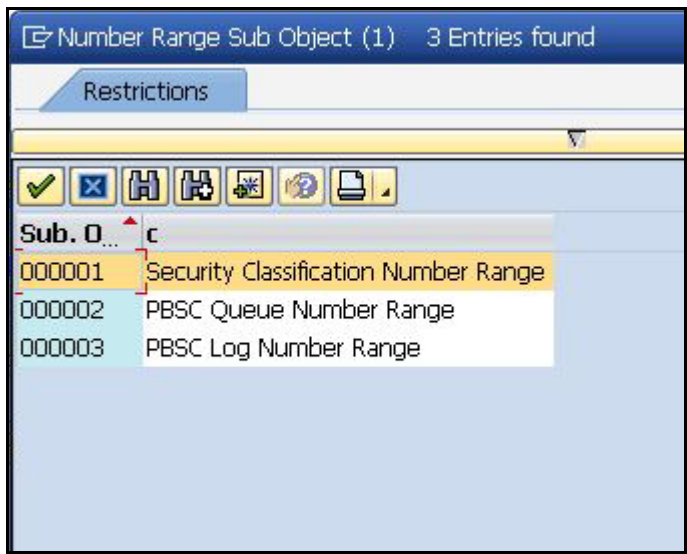 Number Range Sub Object (1) 3 Entries found
Restrictions
Sub. O... c
000001 Security Classification Number Range
000002 PBSC Queue Number Range
000003 PBSC Log Number Range